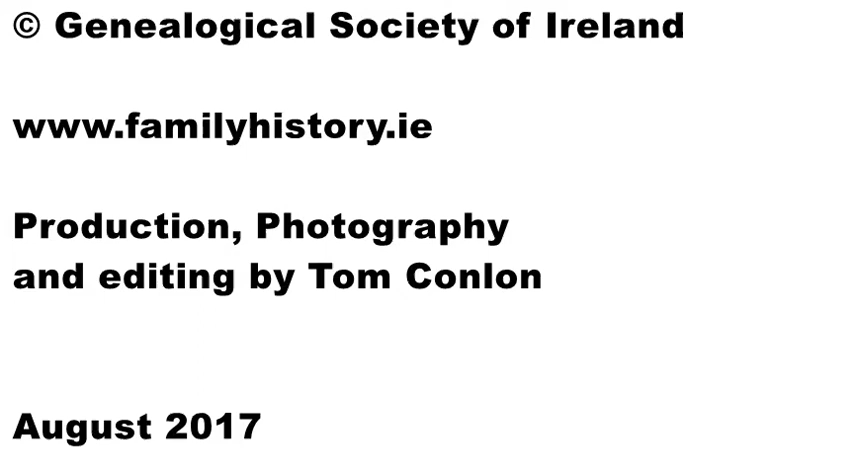 © Genealogical Society of Ireland
www.familyhistory.ie
Production, Photography
and editing by Tom Conlon
August 2017